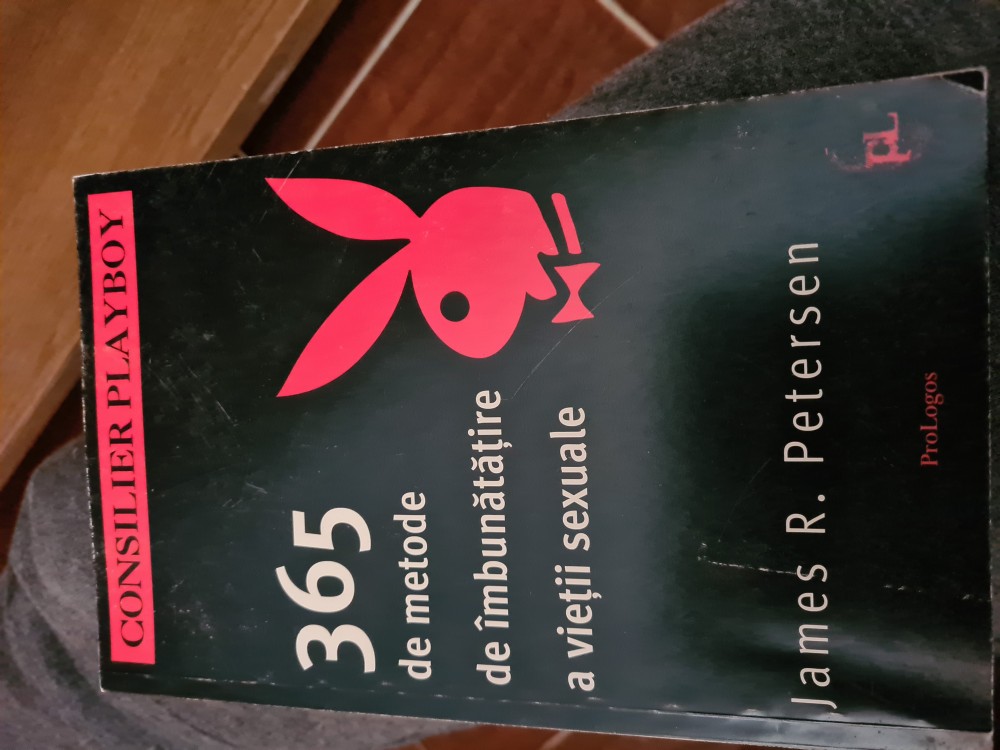 CONSILIER PLAYBOY
365
de metode
de îmbunătățire
a vieții sexuale
James R. Petersen
ProLogos